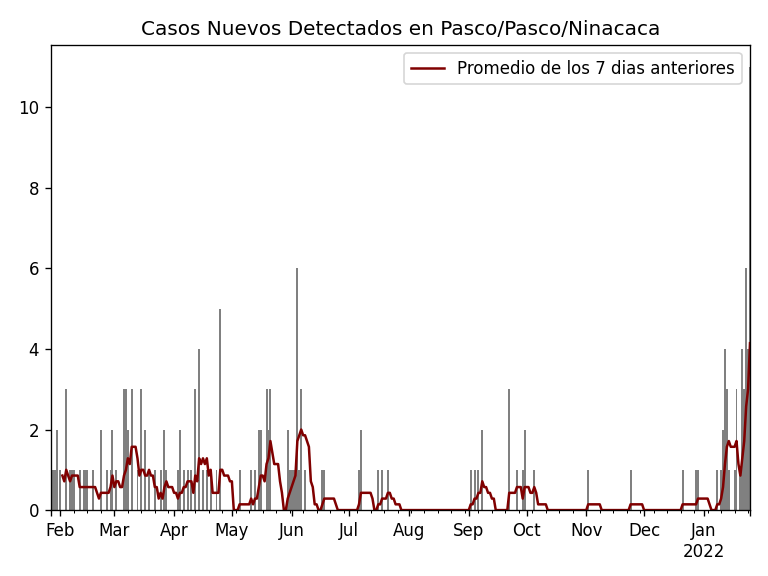 Casos Nuevos Detectados en Pasco/Pasco/Ninacaca
Promedio de los 7 dias anteriores
10
8
6
4
2
0
Feb Mar Apr May Jun Jul Aug Sep Oct Nov Dec Jan
2022